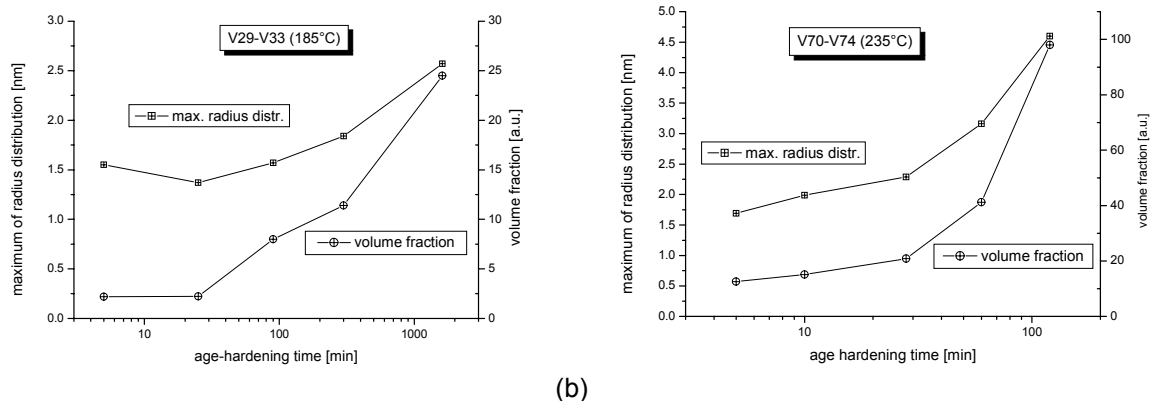 V29-V33 (185°C)
maximum of radius distribution [nm]
3.0
2.5
2.0
1.5
1.0
0.5
0.0
max. radius distr.
volume fraction
30
25
20
15
10
5
0
volume fraction [a.u.]
10
100
1000
age-hardening time [min]
V70-V74 (235°C)
maximum of radius distribution [nm]
5.0
4.5
4.0
3.5
3.0
2.5
2.0
1.5
1.0
0.5
0.0
max. radius distr.
volume fraction
100
80
60
40
20
0
volume fraction [a.u.]
10
100
age hardening time [min]
(b)